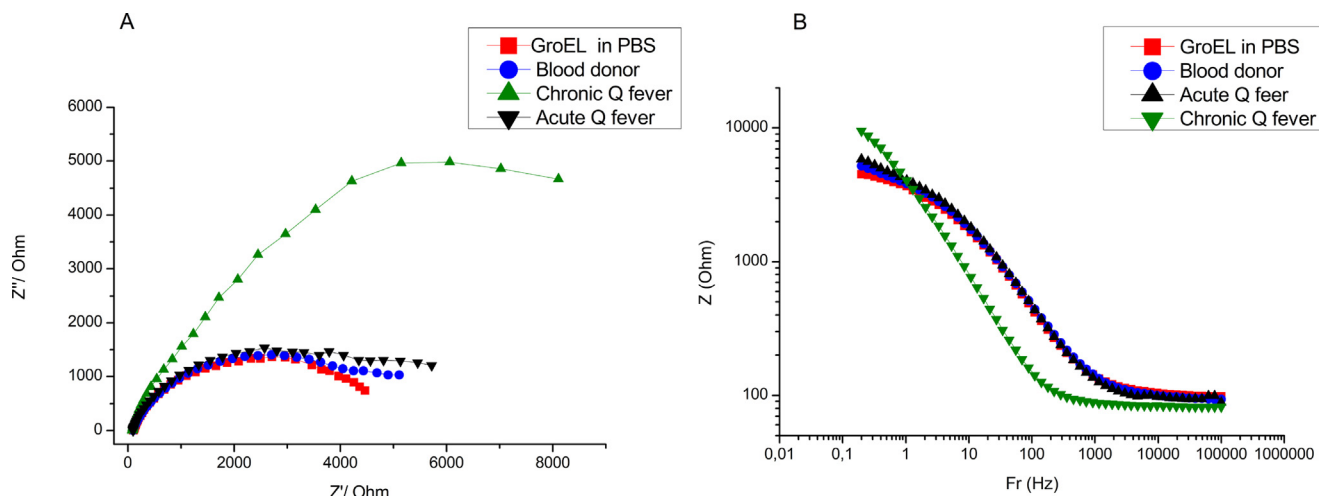 A
GroEL in PBS
Blood donor
Chronic Q fever
Acute Q fever
6000
5000
4000
3000
2000
1000
0
Z''/ Ohm
0 2000 4000 6000 8000
Z'/ Ohm
B
GroEL in PBS
Blood donor
Acute Q feer
Chronic Q fever
10000
1000
100
Z (Ohm)
0,01 0,1 1 10 100 1000 10000 100000 1000000
Fr (Hz)